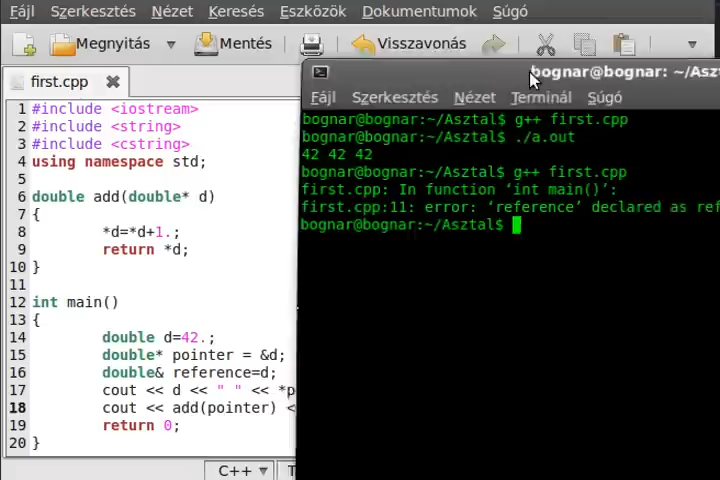 Fájl Szerkesztés Nézet Keresés Eszközök Dokumentumok Súgó
Megnyitás Mentés Visszavonás
first.cpp
1 #include <iostream>
2 #include <string>
3 #include <cstring>
4 using namespace std;
5
6 double add(double* d)
7 {
8 *d=*d+1.;
9 return *d;
10 }
11
12 int main()
13 {
14 double d=42.;
15 double* pointer = &d;
16 double& reference=d;
17 cout << d << " " << *p
18 cout << add(pointer) <
19 return 0;
20 }
C++
bognar@bognar: ~/Aszt
Fájl Szerkesztés Nézet Terminál Súgó
bognar@bognar:~/Asztal$ g++ first.cpp
bognar@bognar:~/Asztal$ ./a.out
42 42 42
bognar@bognar:~/Asztal$ g++ first.cpp
first.cpp: In function ‘int main()’:
first.cpp:11: error: ‘reference’ declared as ref
bognar@bognar:~/Asztal$